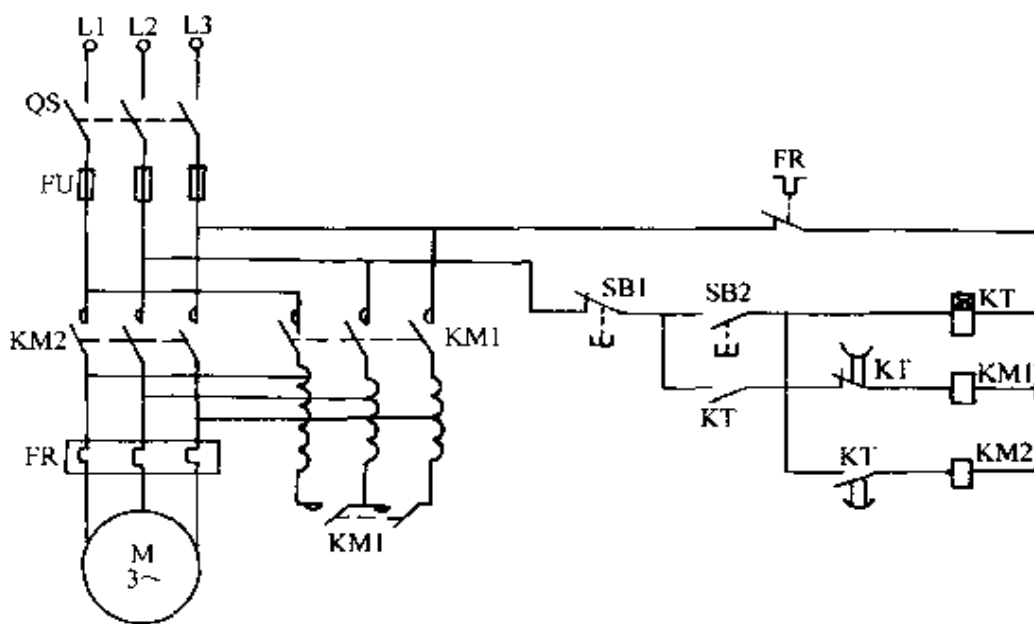 L1 L2 L3
QS
FU
FR
SB1 SB2 KT
KM2 KM1
KT KM1
KT
FR KT KM2
KM1
M
3~